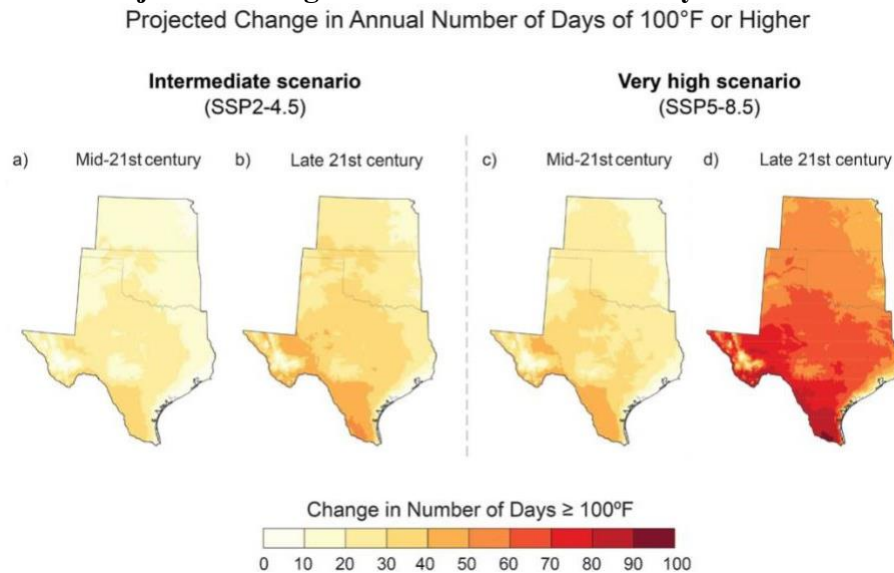 Projected Change in Annual Number of Days of 100°F or Higher
Intermediate scenario
(SSP2-4.5)
Very high scenario
(SSP5-8.5)
a) Mid-21st century
b) Late 21st century
c) Mid-21st century
d) Late 21st century
Change in Number of Days ≥ 100ºF
0 10 20 30 40 50 60 70 80 90 100